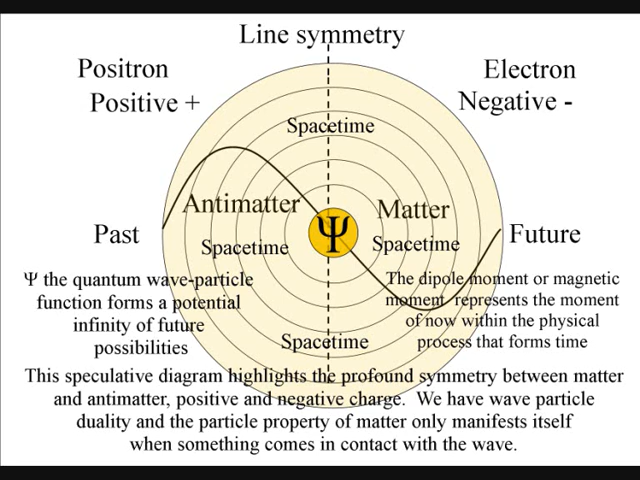 Line symmetry
Positron
Positive +
Electron
Negative -
Spacetime
Antimatter
Matter
Ψ
Past
Spacetime
Spacetime
Future
Ψ the quantum wave-particle
function forms a potential
infinity of future
possibilities
The dipole moment or magnetic
moment represents the moment
of now within the physical
process that forms time
Spacetime
This speculative diagram highlights the profound symmetry between matter
and antimatter, positive and negative charge. We have wave particle
duality and the particle property of matter only manifests itself
when something comes in contact with the wave.